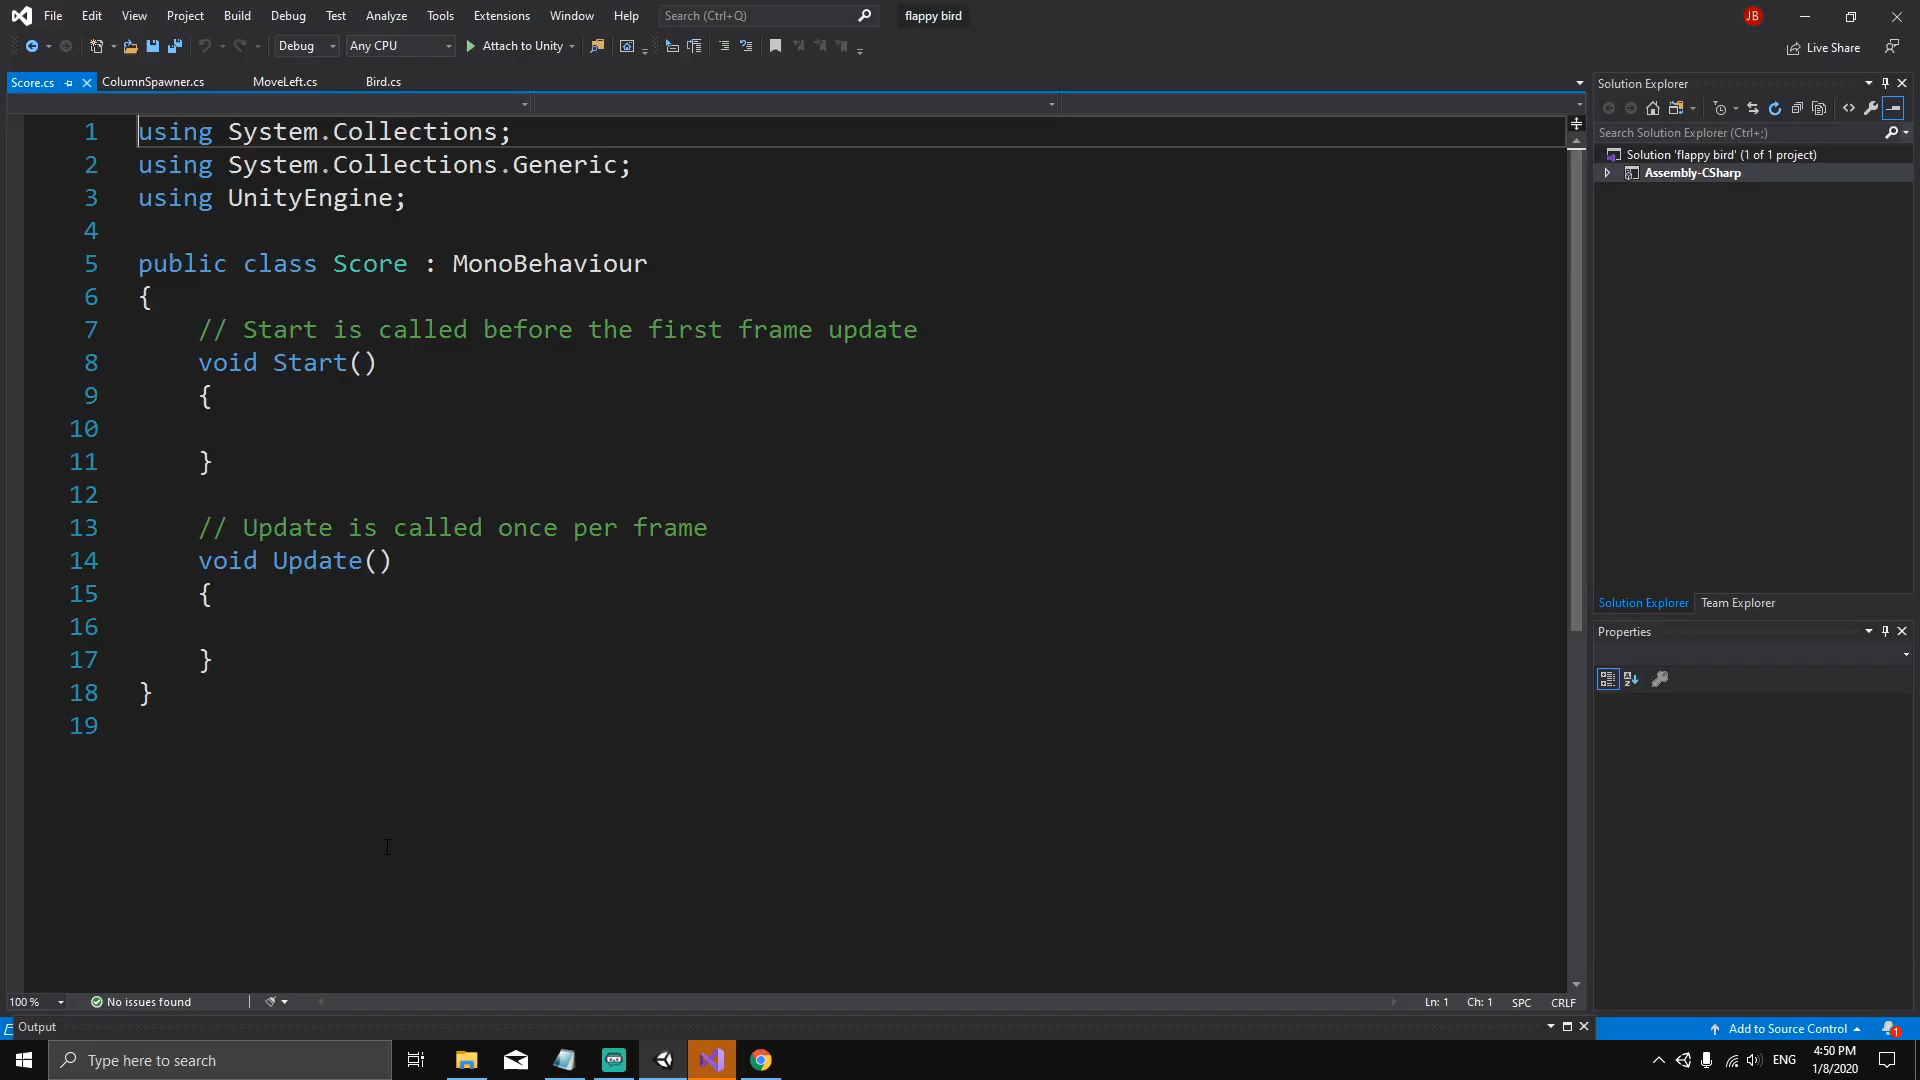 File Edit View Project Build Debug Test Analyze Tools Extensions Window Help Search (Ctrl+Q) flappy bird JB
Debug Any CPU Attach to Unity Live Share
Score.cs ColumnSpawner.cs MoveLeft.cs Bird.cs
1 using System.Collections;
2 using System.Collections.Generic;
3 using UnityEngine;
4
5 public class Score : MonoBehaviour
6 {
7 // Start is called before the first frame update
8 void Start()
9 {
10
11 }
12
13 // Update is called once per frame
14 void Update()
15 {
16
17 }
18 }
19
100 % No issues found Ln: 1 Ch: 1 SPC CRLF
Output
Solution Explorer
Search Solution Explorer (Ctrl+;)
Solution 'flappy bird' (1 of 1 project)
Assembly-CSharp
Solution Explorer Team Explorer
Properties
Add to Source Control 1
Type here to search
ENG
4:50 PM
1/8/2020